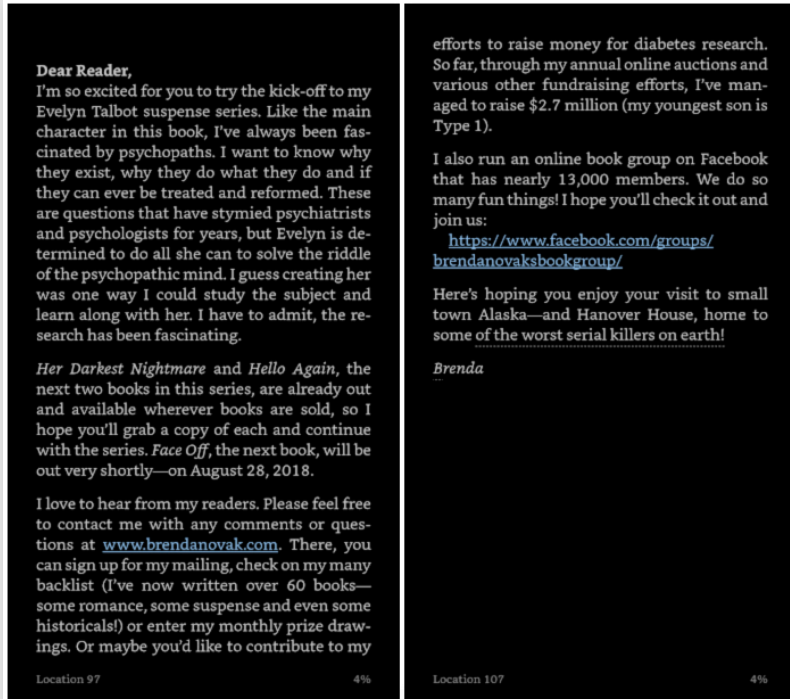 Dear Reader,
I'm so excited for you to try the kick-off to my
Evelyn Talbot suspense series. Like the main
character in this book, I've always been fas-
cinated by psychopaths. I want to know why
they exist, why they do what they do and if
they can ever be treated and reformed. These
are questions that have stymied psychiatrists
and psychologists for years, but Evelyn is de-
termined to do all she can to solve the riddle
of the psychopathic mind. I guess creating her
was one way I could study the subject and
learn along with her. I have to admit, the re-
search has been fascinating.
Her Darkest Nightmare and Hello Again, the
next two books in this series, are already out
and available wherever books are sold, so I
hope you'll grab a copy of each and continue
with the series. Face Off, the next book, will be
out very shortly—on August 28, 2018.
I love to hear from my readers. Please feel free
to contact me with any comments or ques-
tions at www.brendanovak.com. There, you
can sign up for my mailing, check on my many
backlist (I've now written over 60 books—
some romance, some suspense and even some
historicals!) or enter my monthly prize draw-
ings. Or maybe you'd like to contribute to my
Location 97 4%
efforts to raise money for diabetes research.
So far, through my annual online auctions and
various other fundraising efforts, I've man-
aged to raise $2.7 million (my youngest son is
Type 1).
I also run an online book group on Facebook
that has nearly 13,000 members. We do so
many fun things! I hope you'll check it out and
join us:
https://www.facebook.com/groups/
brendanovaksbookgroup/
Here's hoping you enjoy your visit to small
town Alaska—and Hanover House, home to
some of the worst serial killers on earth!
Brenda
Location 107 4%